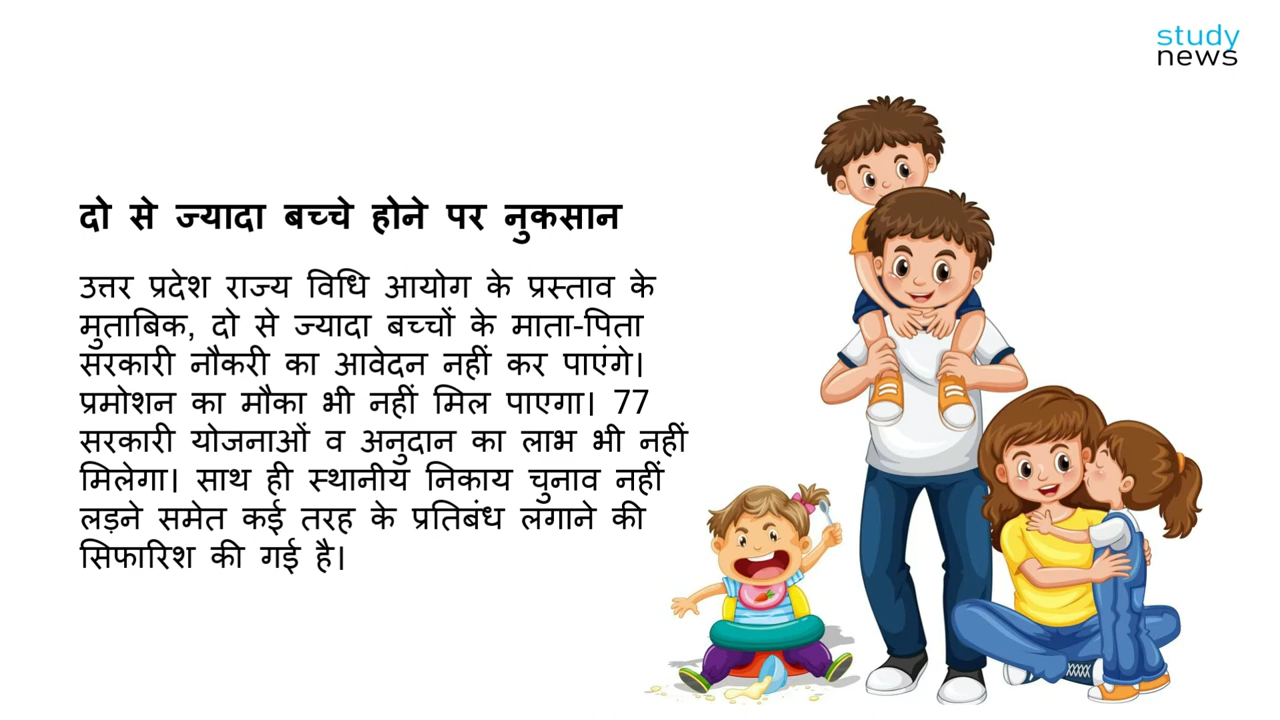 study
news
दो से ज्यादा बच्चे होने पर नुकसान
उत्तर प्रदेश राज्य विधि आयोग के प्रस्ताव के
मुताबिक, दो से ज्यादा बच्चों के माता-पिता
सरकारी नौकरी का आवेदन नहीं कर पाएंगे।
प्रमोशन का मौका भी नहीं मिल पाएगा। 77
सरकारी योजनाओं व अनुदान का लाभ भी नहीं
मिलेगा। साथ ही स्थानीय निकाय चुनाव नहीं
लड़ने समेत कई तरह के प्रतिबंध लगाने की
सिफारिश की गई है।